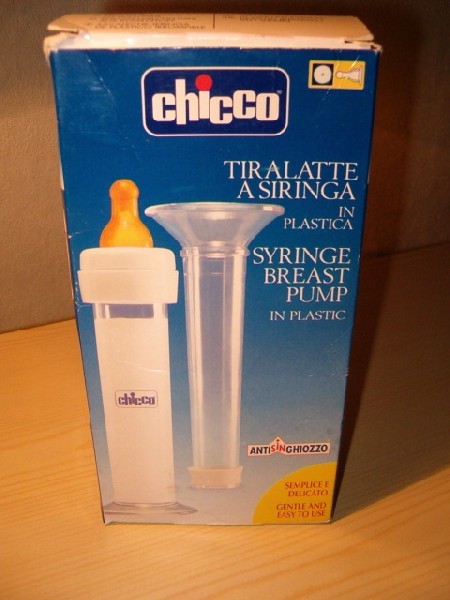 chicco
TIRALATTE
A SIRINGA
IN
PLASTICA
SYRINGE
BREAST
PUMP
IN PLASTIC
chicco
ANTISINGHIOZZO
SEMPLICE E
DELICATO
GENTLE AND
EASY TO USE